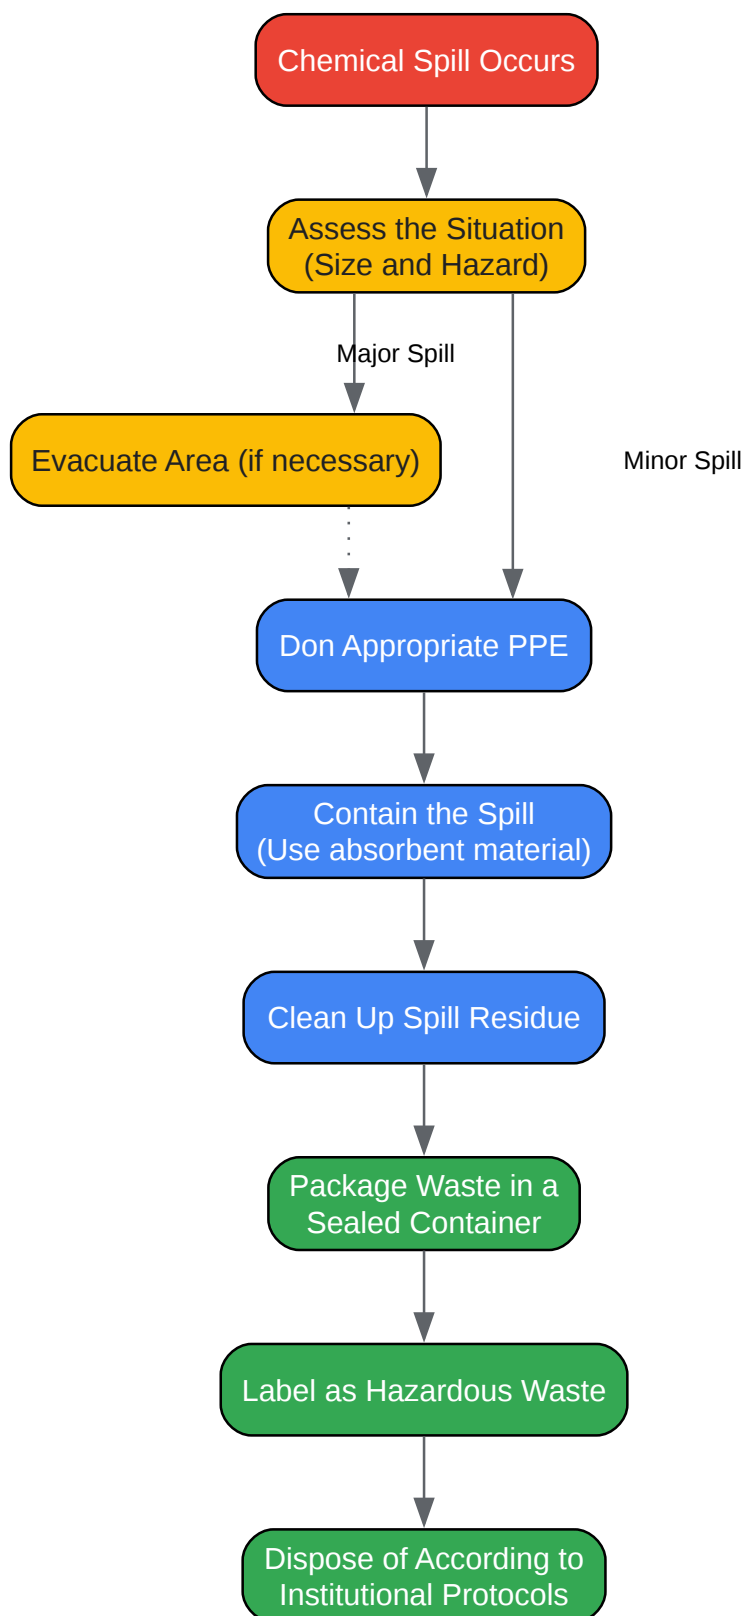 Chemical Spill Occurs
Assess the Situation
(Size and Hazard)
Major Spill
Evacuate Area (if necessary)
Minor Spill
Don Appropriate PPE
Contain the Spill
(Use absorbent material)
Clean Up Spill Residue
Package Waste in a
Sealed Container
Label as Hazardous Waste
Dispose of According to
Institutional Protocols